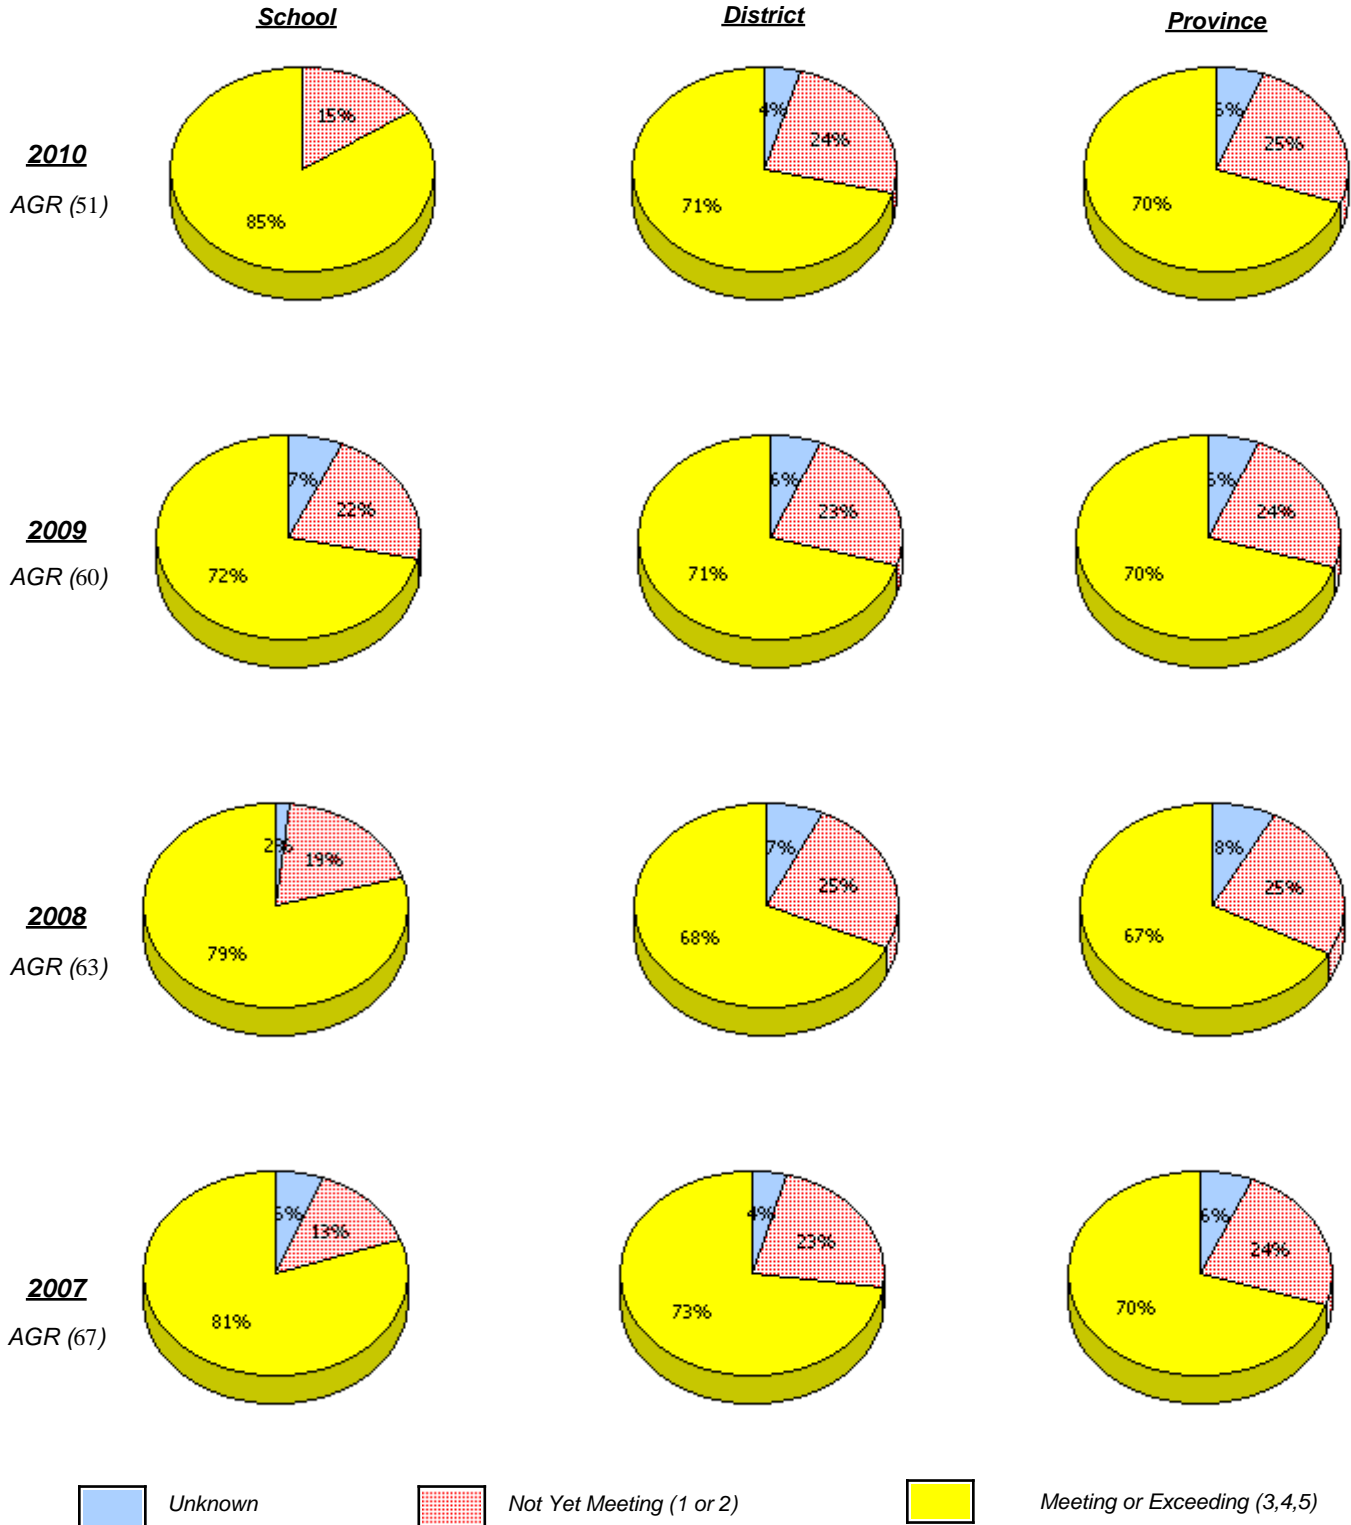 School District Province
15% 4% 24% 5% 25%
2010
AGR (51)
85% 71% 70%
7% 22% 6% 23% 5% 24%
2009
AGR (60)
72% 71% 70%
2% 19% 7% 25% 8% 25%
2008
AGR (63)
79% 68% 67%
13% 4% 23% 6% 24%
2007
AGR (67)
81% 73% 70%
Unknown Not Yet Meeting (1 or 2) Meeting or Exceeding (3,4,5)